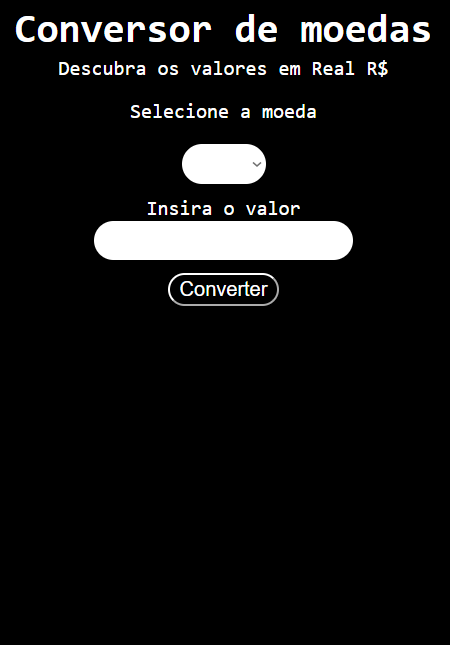 Conversor de moedas
Descubra os valores em Real R$
Selecione a moeda
Insira o valor
Converter